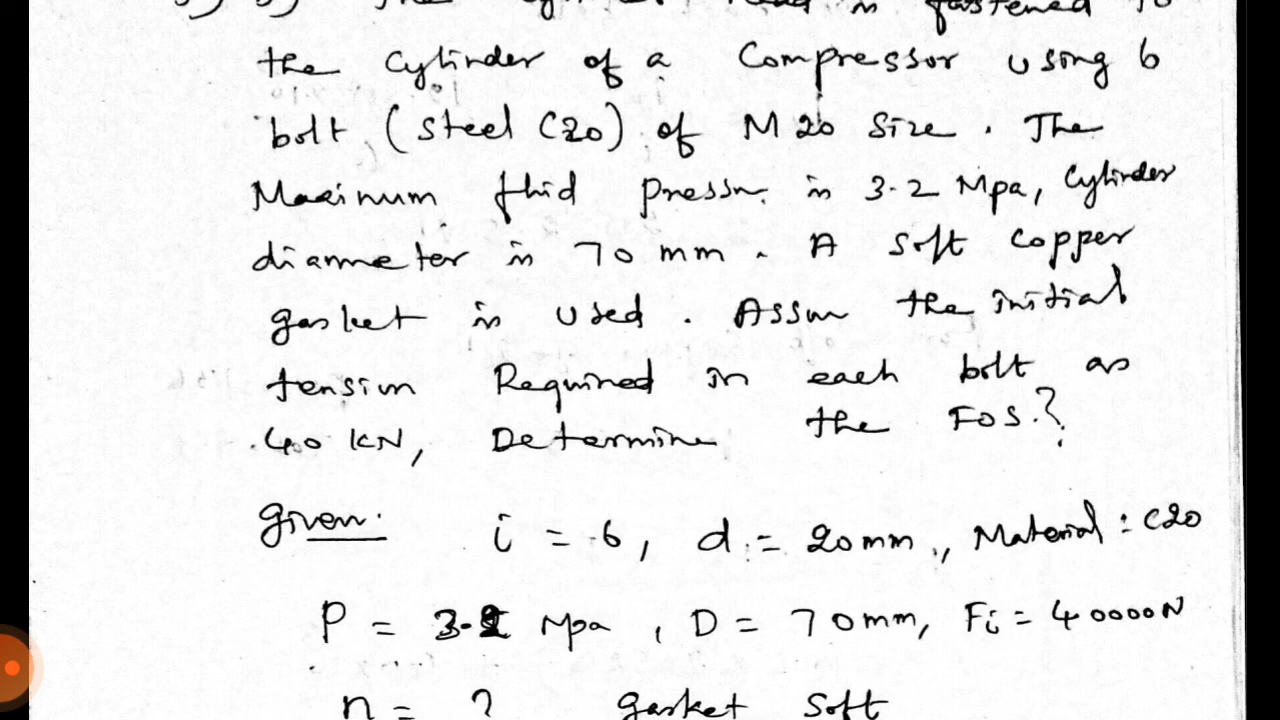 the Cylinder of a Compressor using 6
bolt (steel C20) of M20 Size. The
Maximum fluid pressure is 3.2 Mpa, Cylinder
diameter is 70 mm. A Soft Copper
gasket is used. Assum the initial
tension Required in each bolt as
40 KN, Determine the FOS.?
Given: i = 6, d = 20mm, Material: C20
P = 3.2 Mpa, D = 70mm, Fi = 40000N
n = ? gasket Soft